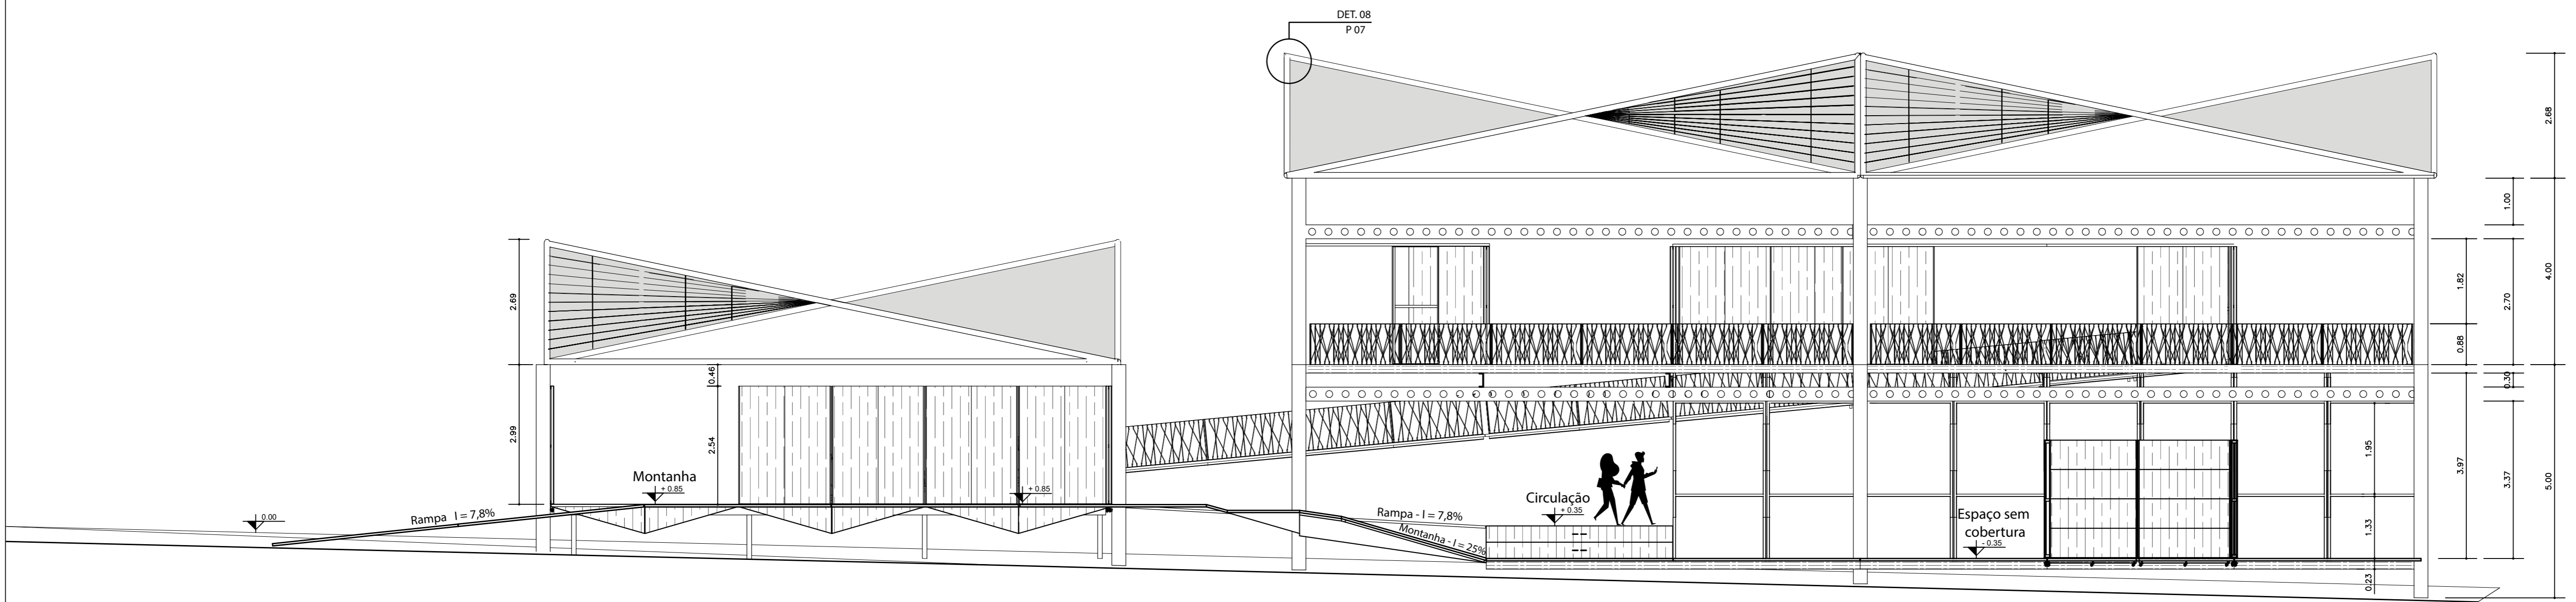 DET. 08
P 07
2.69
2.99
0.46
2.54
0.00
Rampa I = 7,8%
Montanha
+ 0.85
+ 0.85
Rampa - I = 7,8%
Montanha - I = 25%
Circulação
+ 0.35
Espaço sem
cobertura
- 0.35
1.95
1.33
0.23
1.82
0.88
3.97
1.00
2.70
0.30
3.37
2.68
4.00
5.00